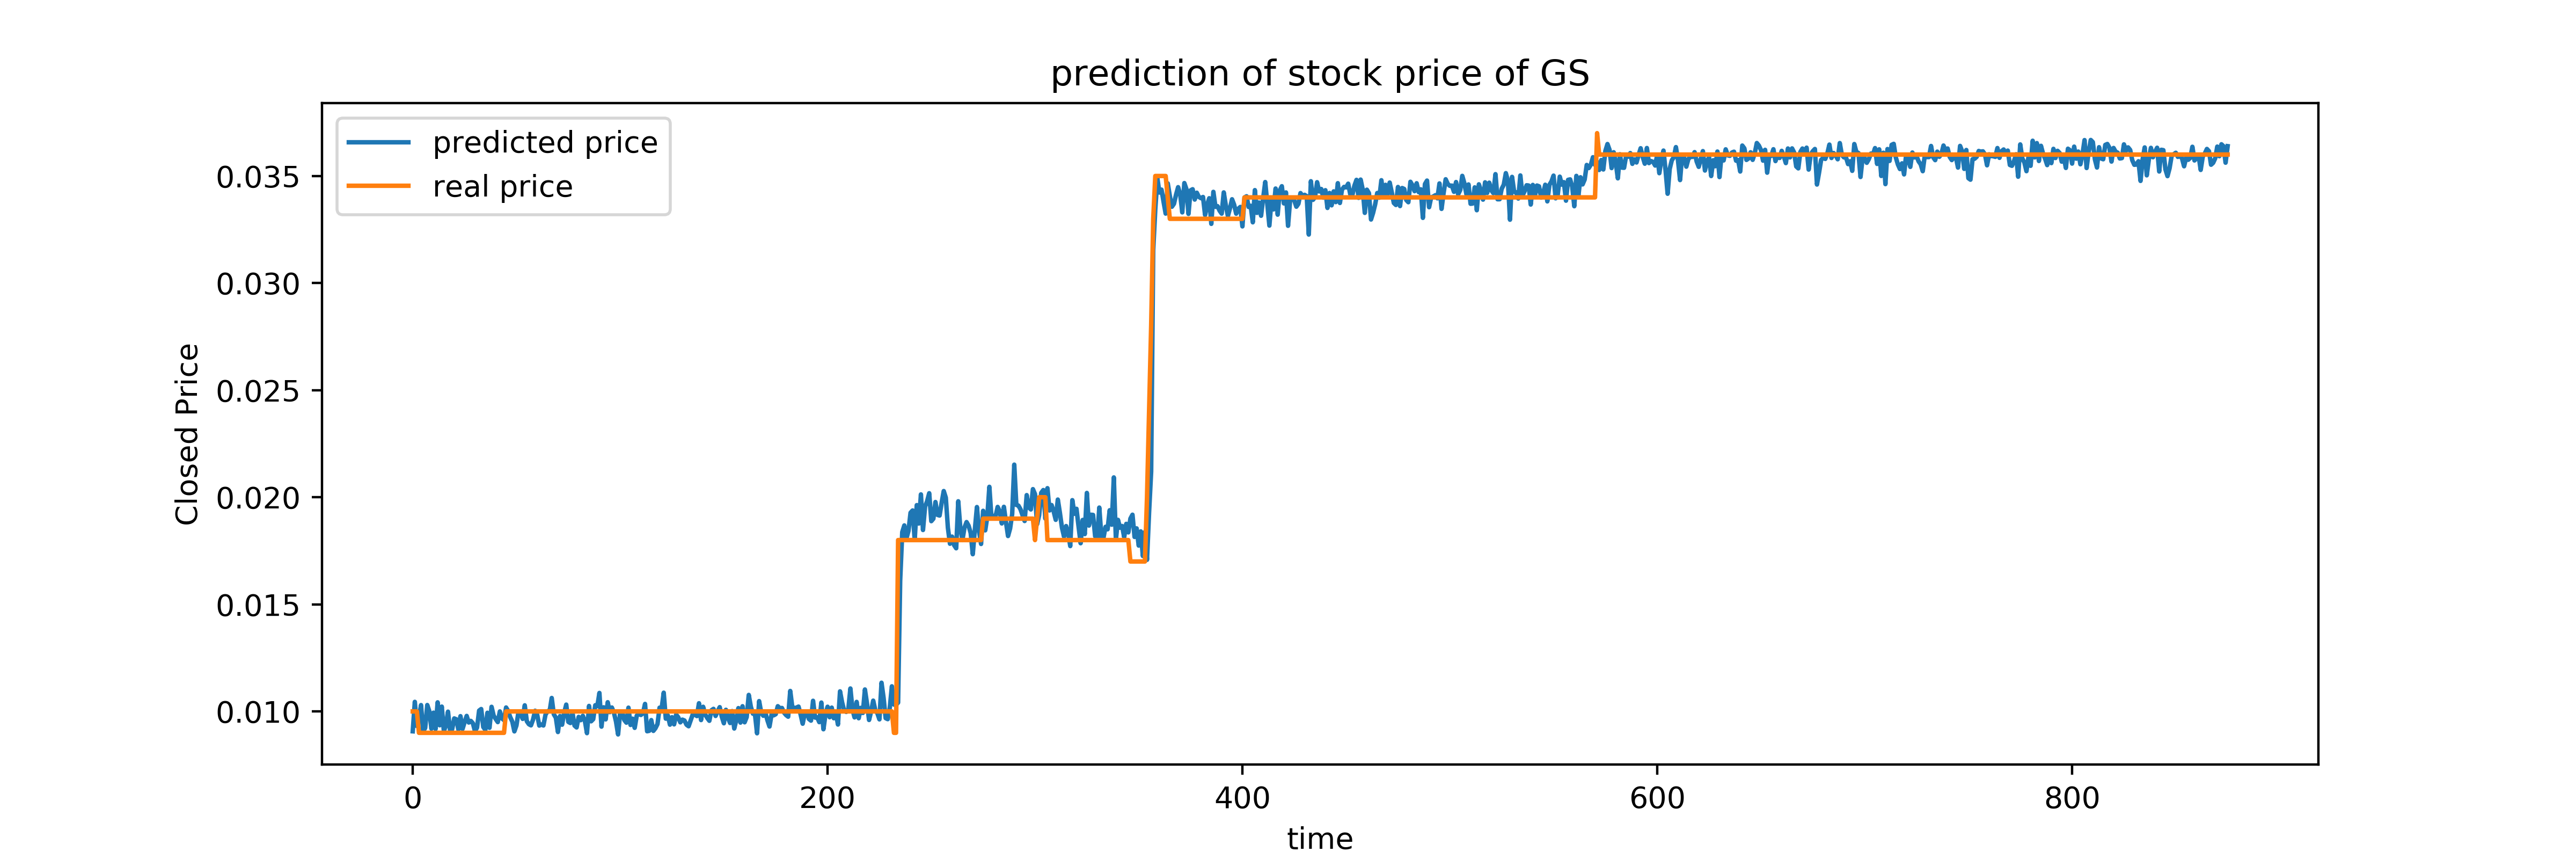 prediction of stock price of GS
predicted price
real price
Closed Price
0.035
0.030
0.025
0.020
0.015
0.010
0 200 400 600 800
time